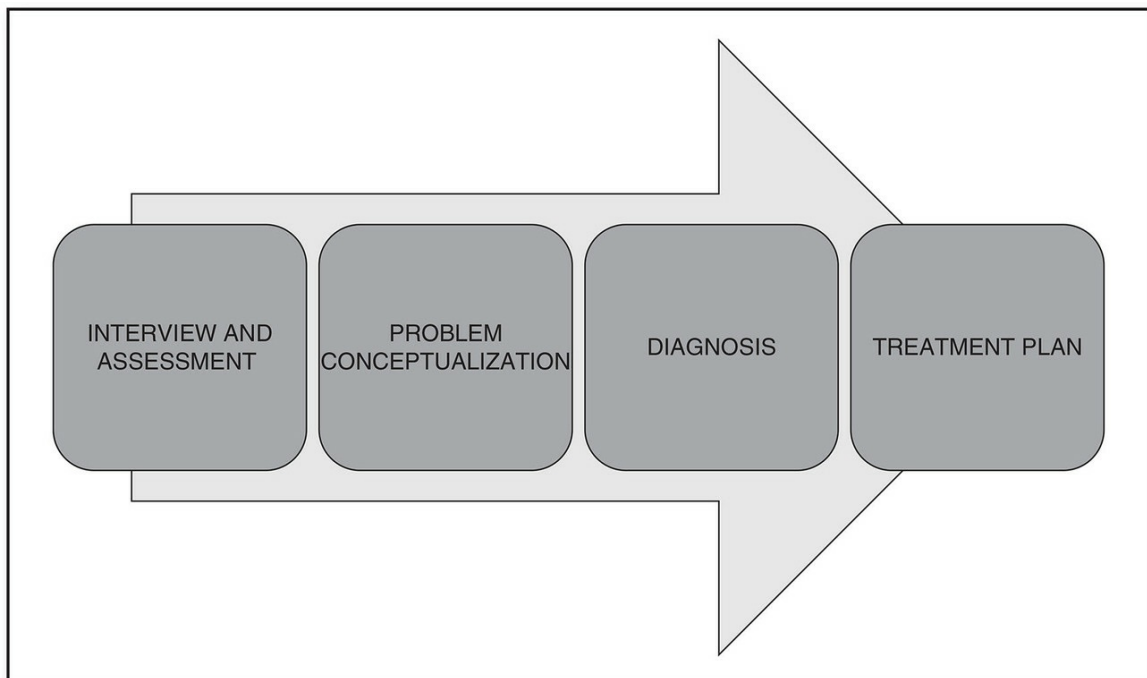 INTERVIEW AND
ASSESSMENT
PROBLEM
CONCEPTUALIZATION
DIAGNOSIS
TREATMENT PLAN